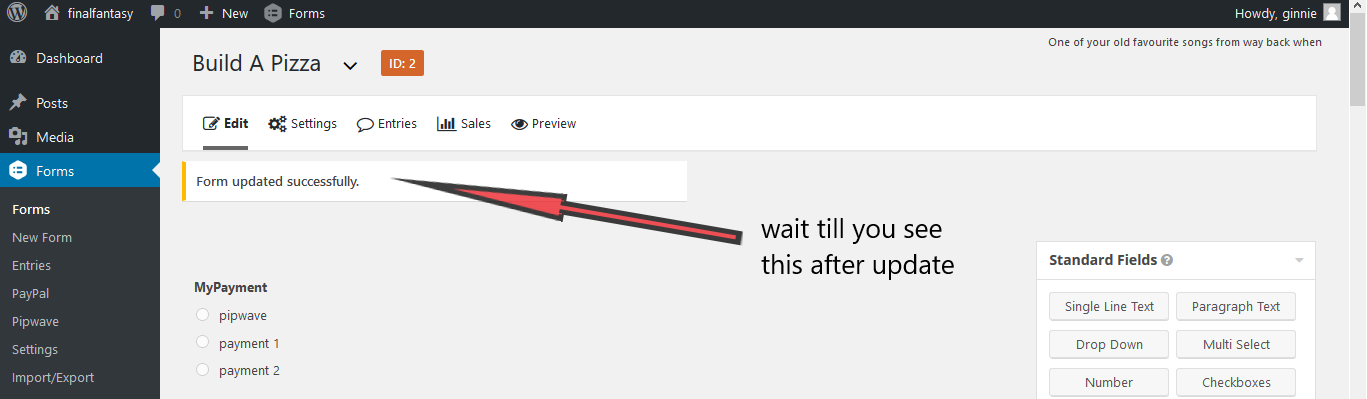 finalfantasy 0 New Forms Howdy, ginnie
One of your old favourite songs from way back when
Dashboard
Posts
Media
Forms
Forms
New Form
Entries
PayPal
Pipwave
Settings
Import/Export
Build A Pizza ID: 2
Edit Settings Entries Sales Preview
Form updated successfully.
wait till you see
this after update
MyPayment
pipwave
payment 1
payment 2
Standard Fields
Single Line Text Paragraph Text
Drop Down Multi Select
Number Checkboxes